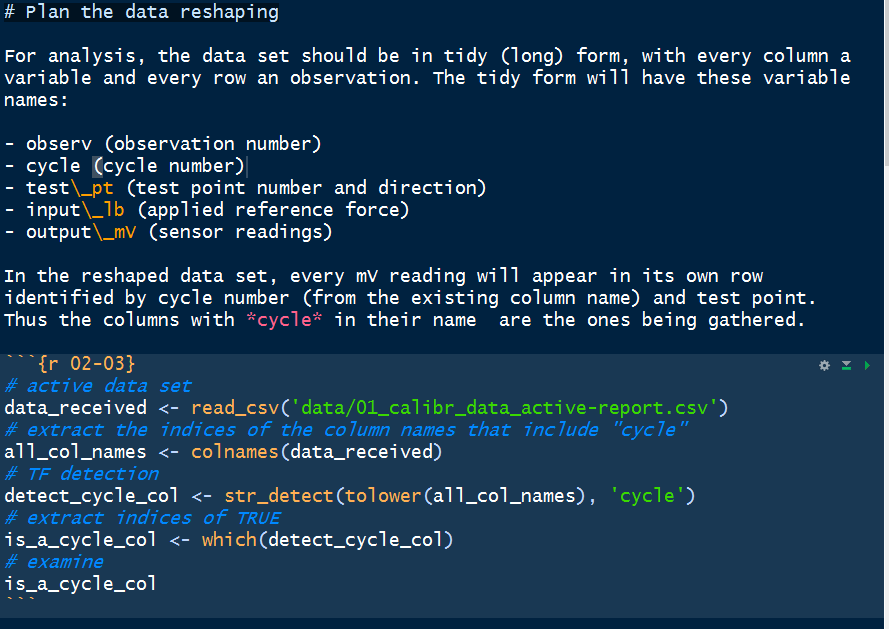 # Plan the data reshaping
For analysis, the data set should be in tidy (long) form, with every column a
variable and every row an observation. The tidy form will have these variable
names:
- observ (observation number)
- cycle (cycle number)
- test\_pt (test point number and direction)
- input\_lb (applied reference force)
- output\_mV (sensor readings)
In the reshaped data set, every mV reading will appear in its own row
identified by cycle number (from the existing column name) and test point.
Thus the columns with *cycle* in their name  are the ones being gathered.
```{r 02-03}
# active data set
data_received <- read_csv('data/01_calibr_data_active-report.csv')
# extract the indices of the column names that include "cycle"
all_col_names <- colnames(data_received)
# TF detection
detect_cycle_col <- str_detect(tolower(all_col_names), 'cycle')
# extract indices of TRUE
is_a_cycle_col <- which(detect_cycle_col)
# examine
is_a_cycle_col
```